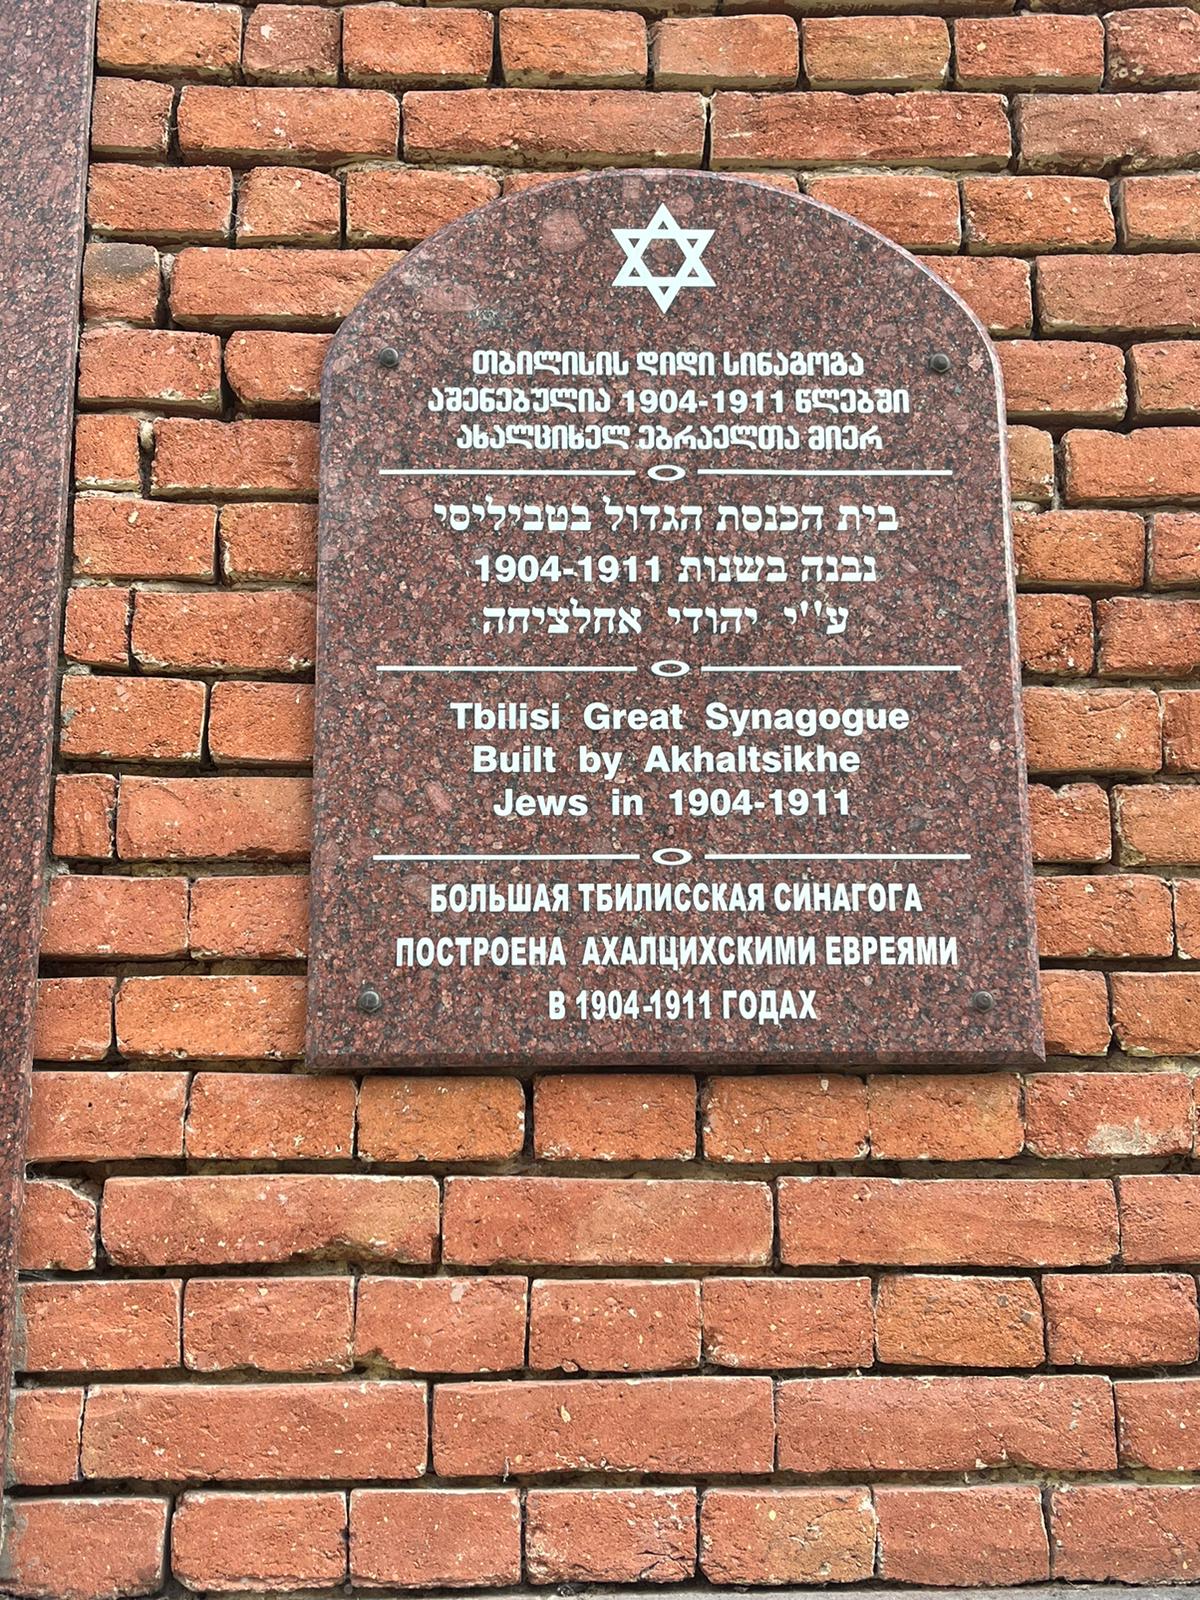 თბილისის დიდი სინაგოგა
აშენებულია 1904-1911 წლებში
ახალციხელ ებრაელთა მიერ
בית הכנסת הגדול בטביליסי
נבנה בשנות 1904-1911
ע''י יהודי אחלציחה
Tbilisi Great Synagogue
Built by Akhaltsikhe
Jews in 1904-1911
БОЛЬШАЯ ТБИЛИССКАЯ СИНАГОГА
ПОСТРОЕНА АХАЛЦИХСКИМИ ЕВРЕЯМИ
В 1904-1911 ГОДАХ